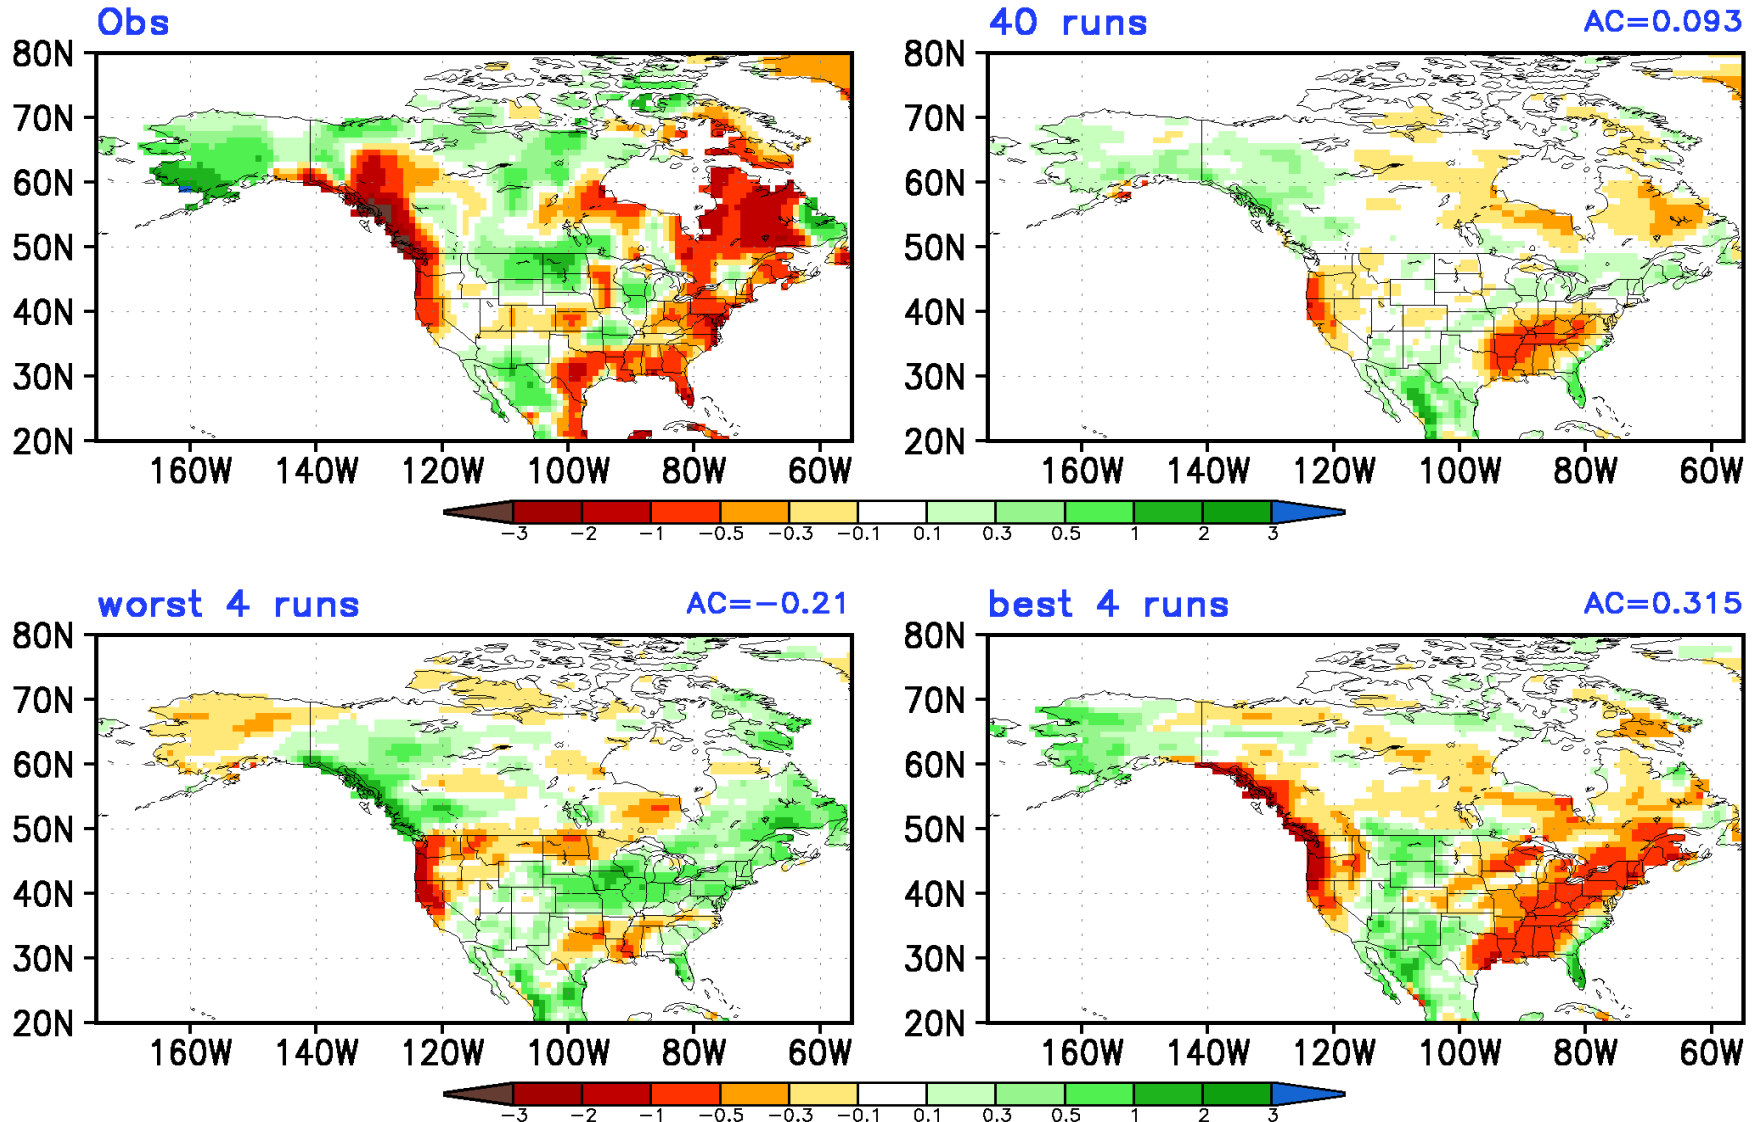 Obs
40 runs AC=0.093
80N 80N
70N 70N
60N 60N
50N 50N
40N 40N
30N 30N
20N 20N
160W 140W 120W 100W 80W 60W 160W 140W 120W 100W 80W 60W
-3 -2 -1 -0.5 -0.3 -0.1 0.1 0.3 0.5 1 2 3
worst 4 runs AC=-0.21
best 4 runs AC=0.315
80N 80N
70N 70N
60N 60N
50N 50N
40N 40N
30N 30N
20N 20N
160W 140W 120W 100W 80W 60W 160W 140W 120W 100W 80W 60W
-3 -2 -1 -0.5 -0.3 -0.1 0.1 0.3 0.5 1 2 3